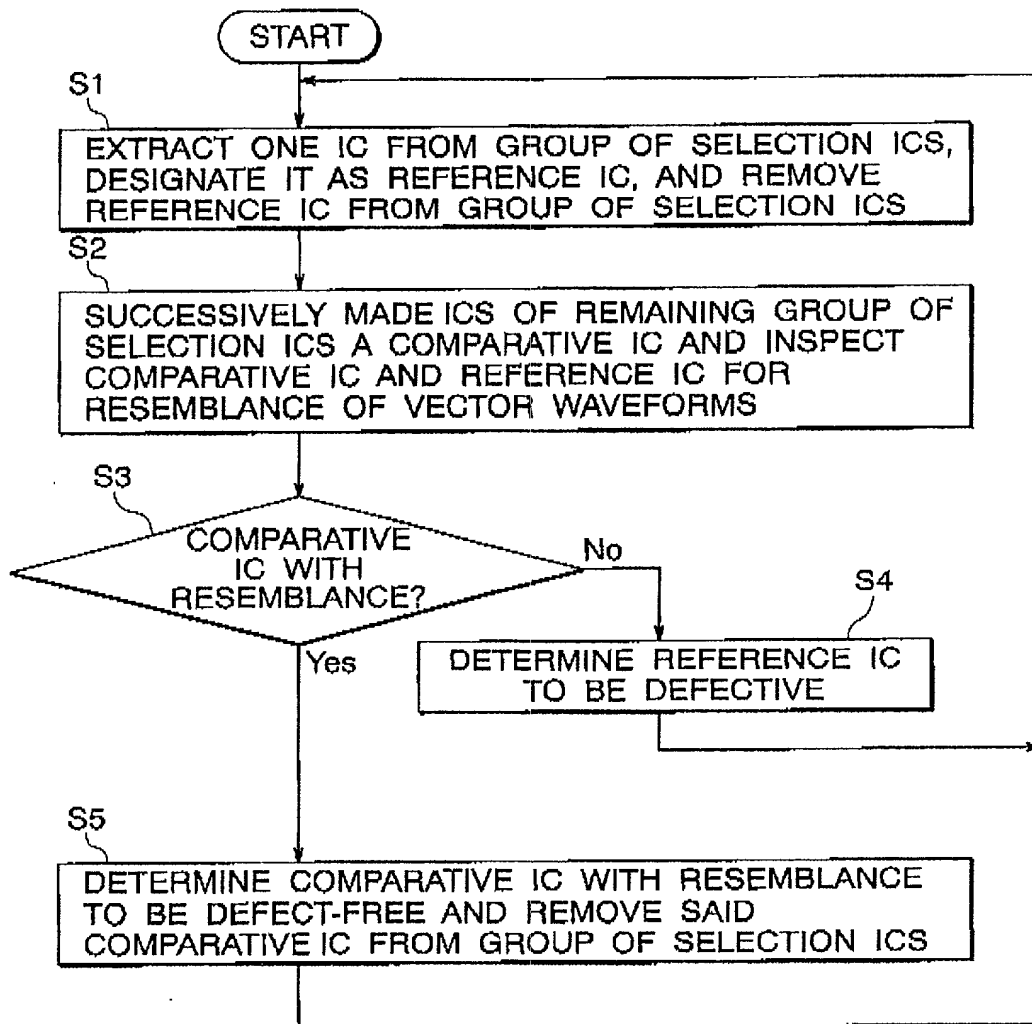 START
S1
EXTRACT ONE IC FROM GROUP OF SELECTION ICS,
DESIGNATE IT AS REFERENCE IC, AND REMOVE
REFERENCE IC FROM GROUP OF SELECTION ICS
S2
SUCCESSIVELY MADE ICS OF REMAINING GROUP OF
SELECTION ICS A COMPARATIVE IC AND INSPECT
COMPARATIVE IC AND REFERENCE IC FOR
RESEMBLANCE OF VECTOR WAVEFORMS
S3
COMPARATIVE
IC WITH
RESEMBLANCE?
No
S4
Yes
DETERMINE REFERENCE IC
TO BE DEFECTIVE
S5
DETERMINE COMPARATIVE IC WITH RESEMBLANCE
TO BE DEFECT-FREE AND REMOVE SAID
COMPARATIVE IC FROM GROUP OF SELECTION ICS